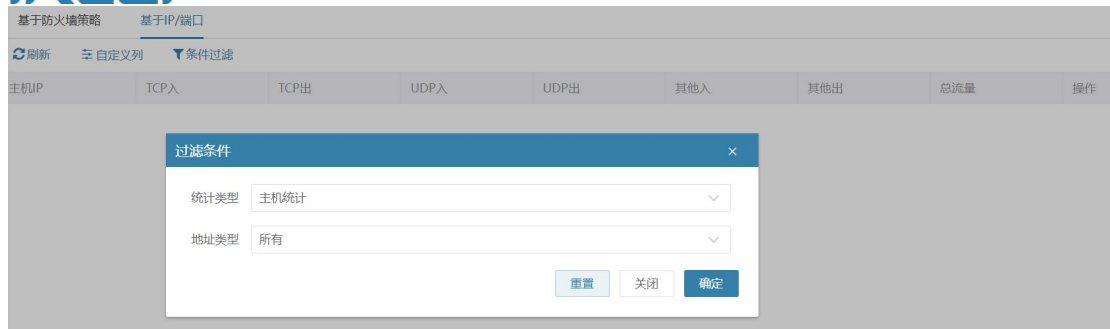 基于防火墙策略 基于IP/端口
刷新 自定义列 条件过滤
主机IP TCP入 TCP出 UDP入 UDP出 其他入 其他出 总流量 操作
过滤条件 ×
统计类型 主机统计
地址类型 所有
重置 关闭 确定